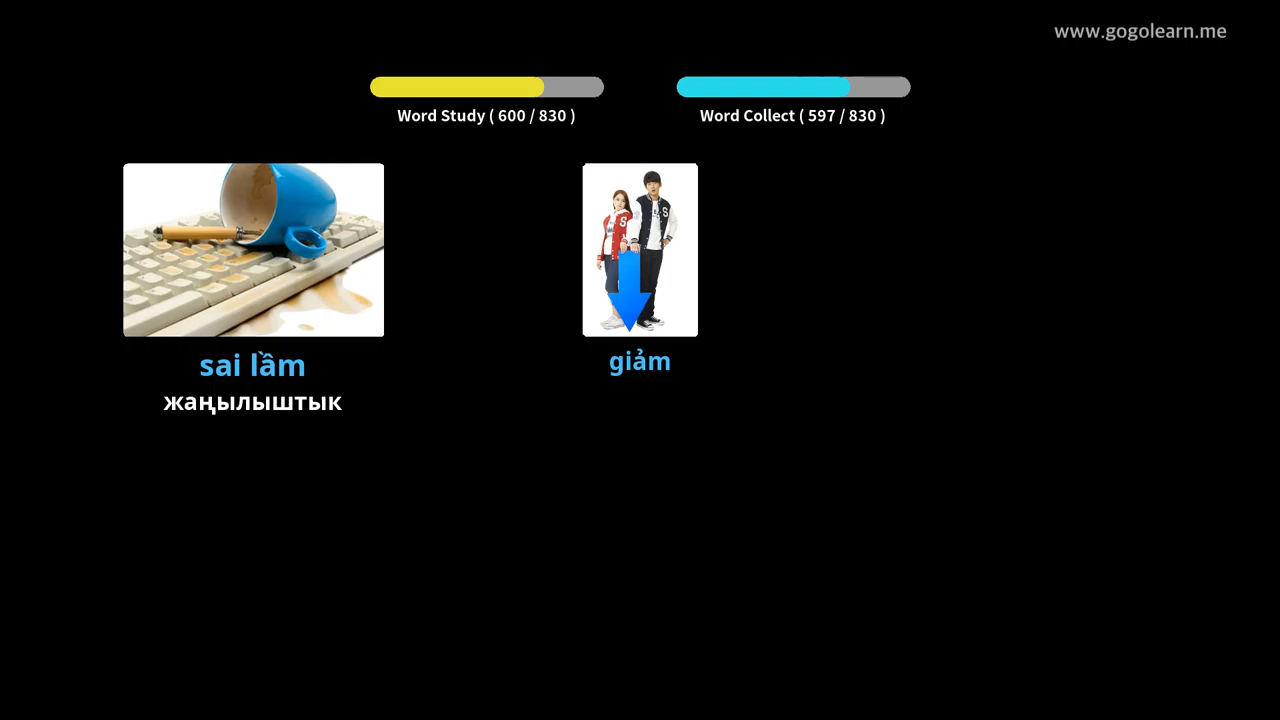 www.gogolearn.me
Word Study ( 600 / 830 )
Word Collect ( 597 / 830 )
S
S
sai lầm
giảm
жаңылыштык